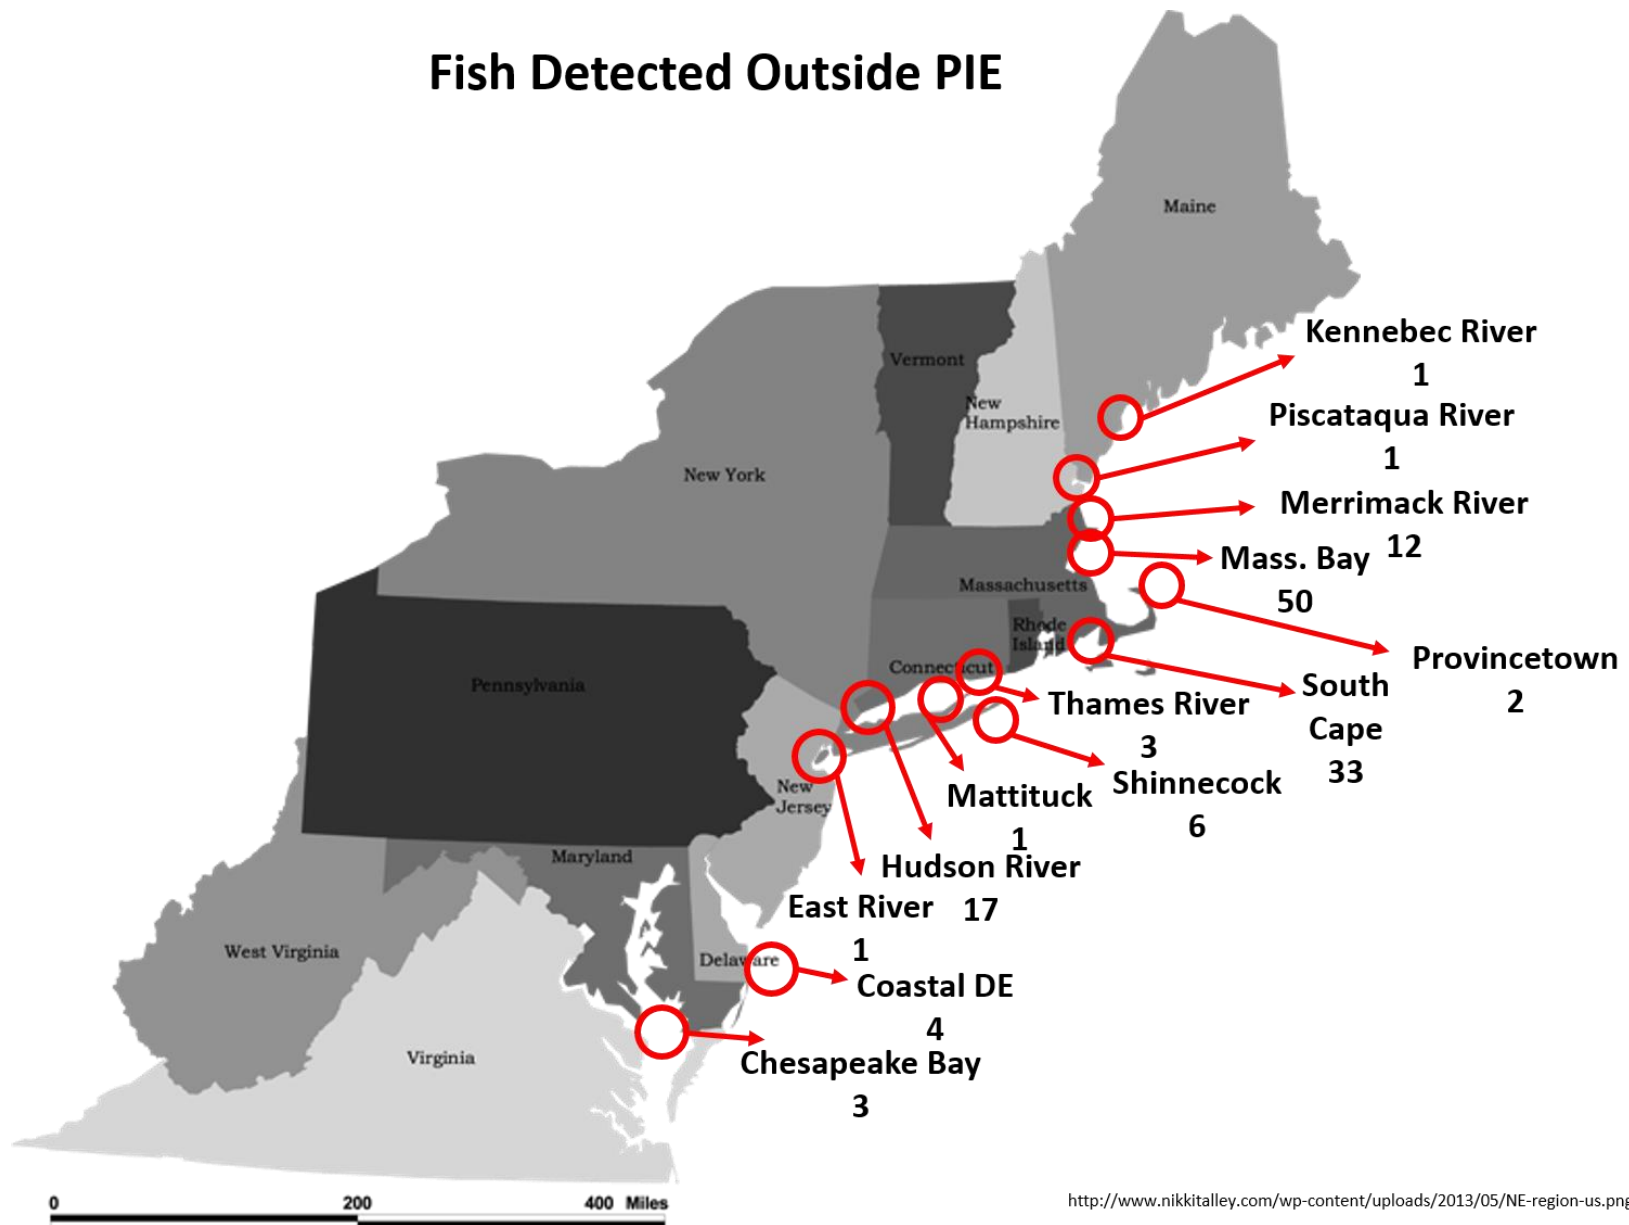 Fish Detected Outside PIE
Maine
Kennebec River
1
Vermont
New
Hampshire
Piscataqua River
1
New York
Merrimack River
12
Mass. Bay
50
Massachusetts
Rhode
Island
Provincetown
2
Connecticut
South
Cape
33
Pennsylvania
Thames River
3
Shinnecock
6
New
Jersey
Mattituck
1
Maryland
Hudson River
17
East River
1
West Virginia
Delaware
Coastal DE
4
Virginia
Chesapeake Bay
3
0 200 400 Miles
http://www.nikkitalley.com/wp-content/uploads/2013/05/NE-region-us.png